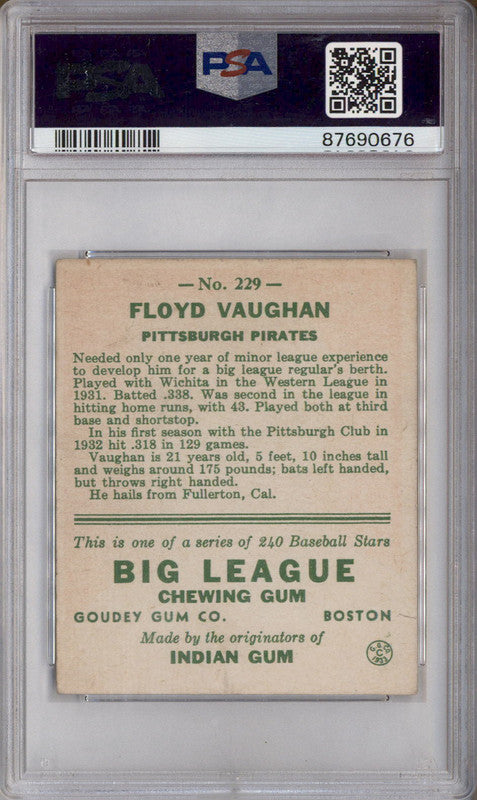 PSA
PSA
87690676
— No. 229 —
FLOYD VAUGHAN
PITTSBURGH PIRATES
Needed only one year of minor league experience
to develop him for a big league regular's berth.
Played with Wichita in the Western League in
1931. Batted .338. Was second in the league in
hitting home runs, with 43. Played both at third
base and shortstop.
In his first season with the Pittsburgh Club in
1932 hit .318 in 129 games.
Vaughan is 21 years old, 5 feet, 10 inches tall
and weighs around 175 pounds; bats left handed,
but throws right handed.
He hails from Fullerton, Cal.
This is one of a series of 240 Baseball Stars
BIG LEAGUE
CHEWING GUM
GOUDEY GUM CO. BOSTON
Made by the originators of
INDIAN GUM